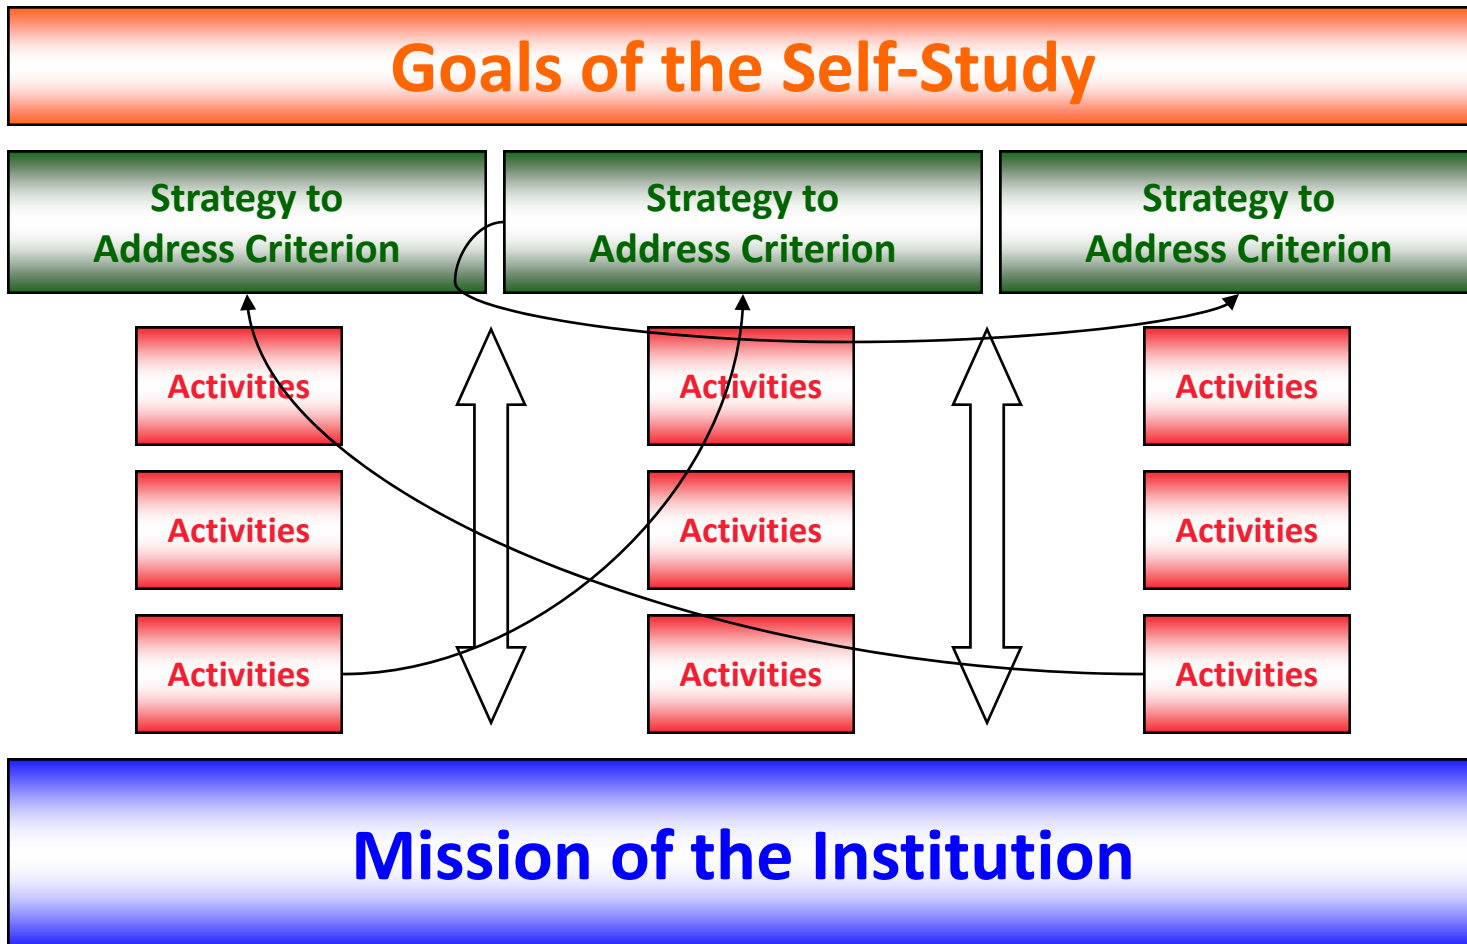 Goals of the Self-Study
Strategy to
Address Criterion
Strategy to
Address Criterion
Strategy to
Address Criterion
Activities
Activities
Activities
Activities
Activities
Activities
Activities
Activities
Activities
Mission of the Institution